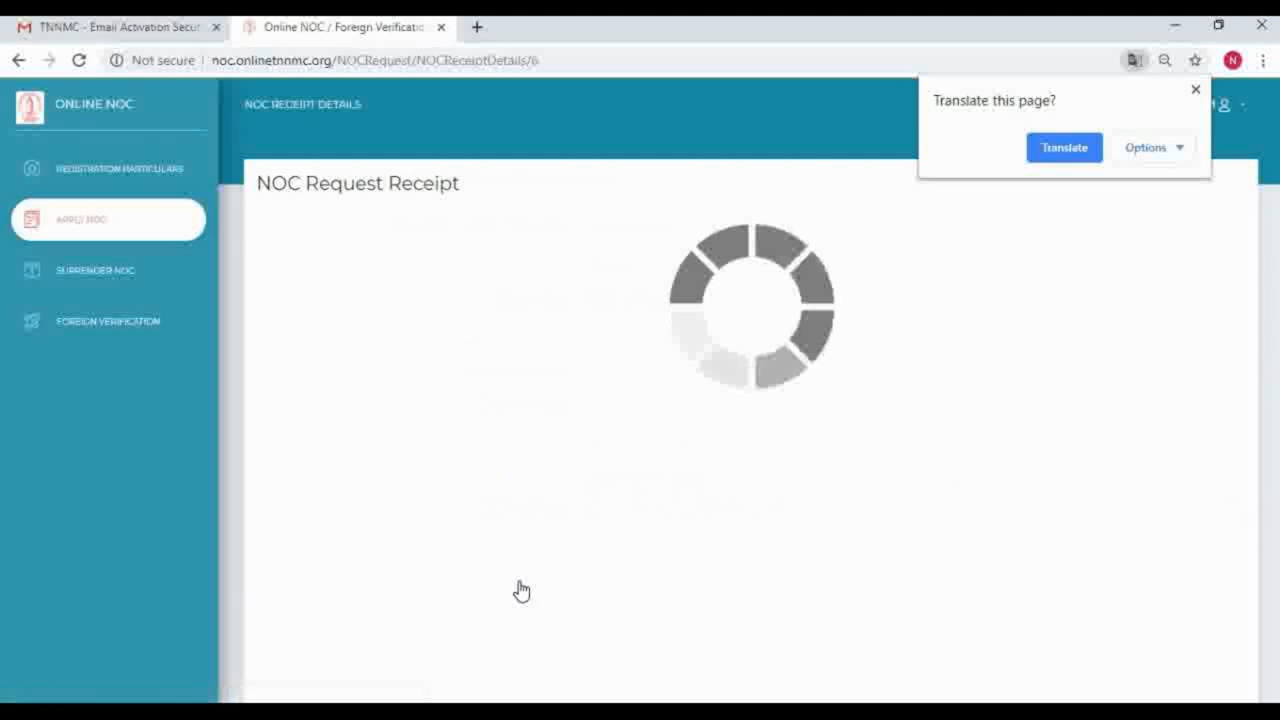 TNNMC - Email Activation Secur
Online NOC / Foreign Verificatio
Not secure
noc.onlinetnnmc.org/NOCRequest/NOCReceiptDetails/6
N
ONLINE NOC
NOC RECEIPT DETAILS
Translate this page?
Translate
Options
REGISTRATION PARTICULARS
NOC Request Receipt
APPLY NOC
SURRENDER NOC
FOREIGN VERIFICATION